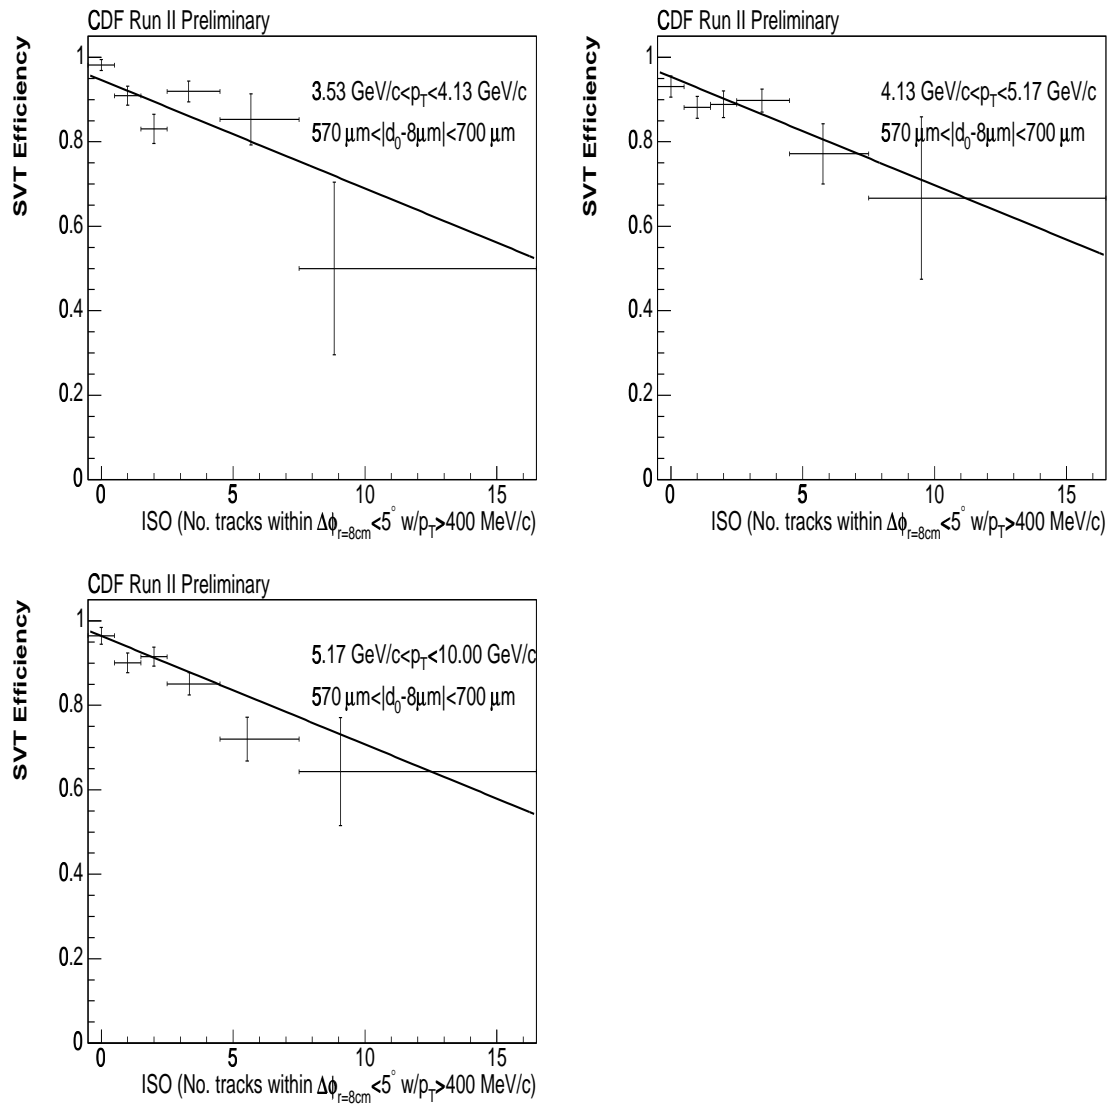 CDF Run II Preliminary
SVT Efficiency
1
0.8
0.6
0.4
0.2
0
3.53 GeV/c<p_T<4.13 GeV/c
570 μm<|d_0-8μm|<700 μm
0 5 10 15
ISO (No. tracks within Δϕ_r=8cm<5° w/p_T>400 MeV/c)
CDF Run II Preliminary
SVT Efficiency
1
0.8
0.6
0.4
0.2
0
4.13 GeV/c<p_T<5.17 GeV/c
570 μm<|d_0-8μm|<700 μm
0 5 10 15
ISO (No. tracks within Δϕ_r=8cm<5° w/p_T>400 MeV/c)
CDF Run II Preliminary
SVT Efficiency
1
0.8
0.6
0.4
0.2
0
5.17 GeV/c<p_T<10.00 GeV/c
570 μm<|d_0-8μm|<700 μm
0 5 10 15
ISO (No. tracks within Δϕ_r=8cm<5° w/p_T>400 MeV/c)